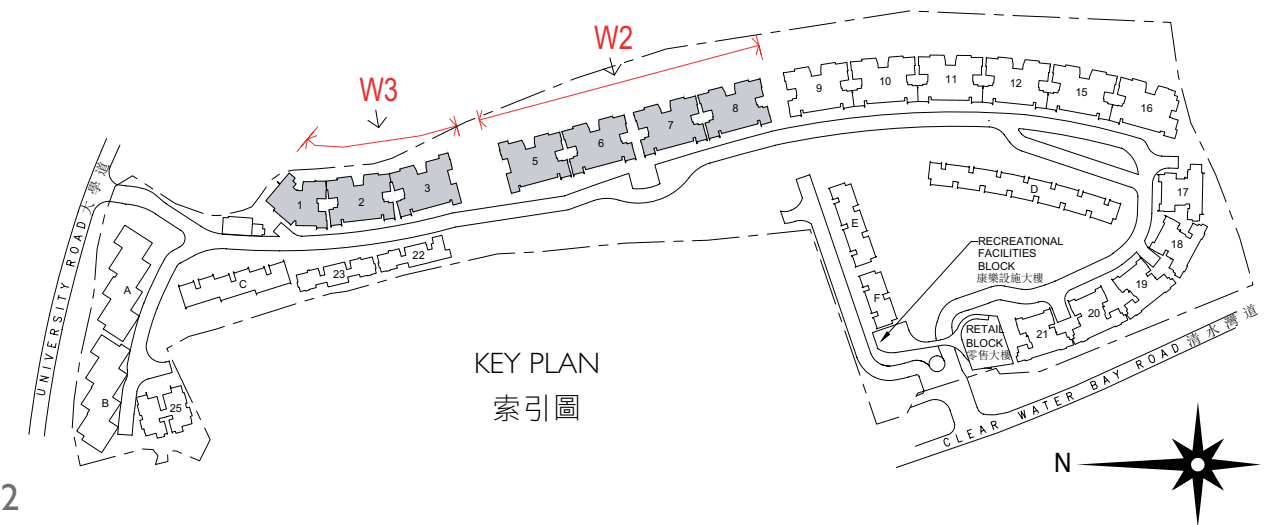 W2
W3
9
10
11
12
15
16
8
7
6
5
3
2
1
17
D
E
18
RECREATIONAL
FACILITIES
BLOCK
康樂設施大樓
22
23
C
A
19
F
20
21
RETAIL
BLOCK
零售大樓
UNIVERSITY ROAD 大學道
KEY PLAN
索引圖
B
25
CLEAR WATER BAY ROAD 清水灣道
N
2